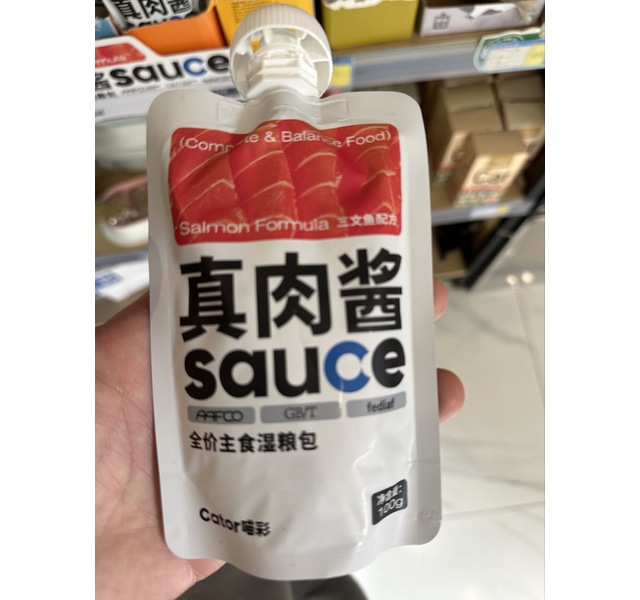 sauce
(Complete & Balance Food)
Salmon Formula 三文鱼配方
真肉酱
sauce
AAFCO GB/T fediaf
全价主食湿粮包
净含量:
100g
Cator喵彩